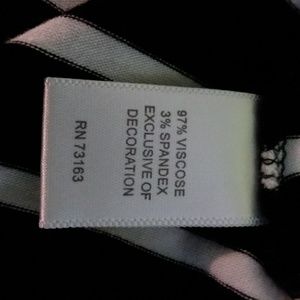 97% VISCOSE
3% SPANDEX
EXCLUSIVE OF
DECORATION
RN 73163